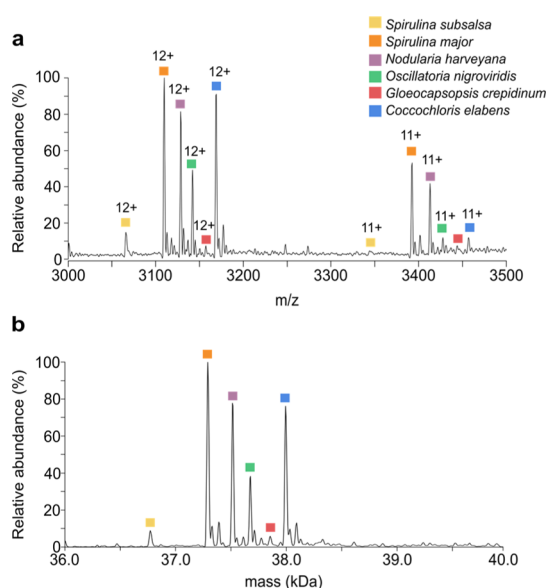 a
Spirulina subsalsa
Spirulina major
Nodularia harveyana
Oscillatoria nigroviridis
Gloeocapsopsis crepidinum
Coccochloris elabens
Relative abundance (%)
100
80
60
40
20
0
12+
12+
12+
12+
12+
12+
11+
11+
11+
11+
11+
3000
3100
3200
3300
3400
3500
m/z
b
Relative abundance (%)
100
80
60
40
20
0
36.0
37.0
38.0
39.0
40.0
mass (kDa)